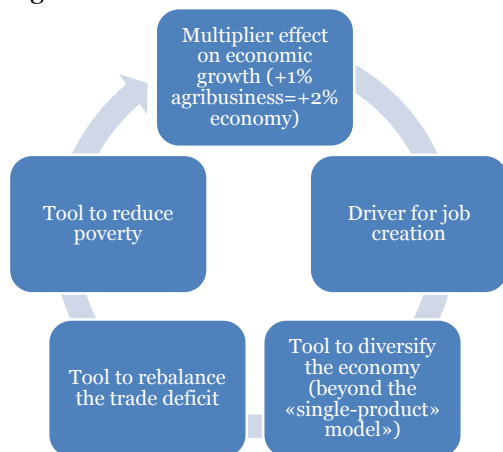 Multiplier effect
on economic
growth (+1%
agribusiness=+2%
economy)
Driver for job
creation
Tool to diversify
the economy
(beyond the
«single-product»
model»)
Tool to rebalance
the trade deficit
Tool to reduce
poverty